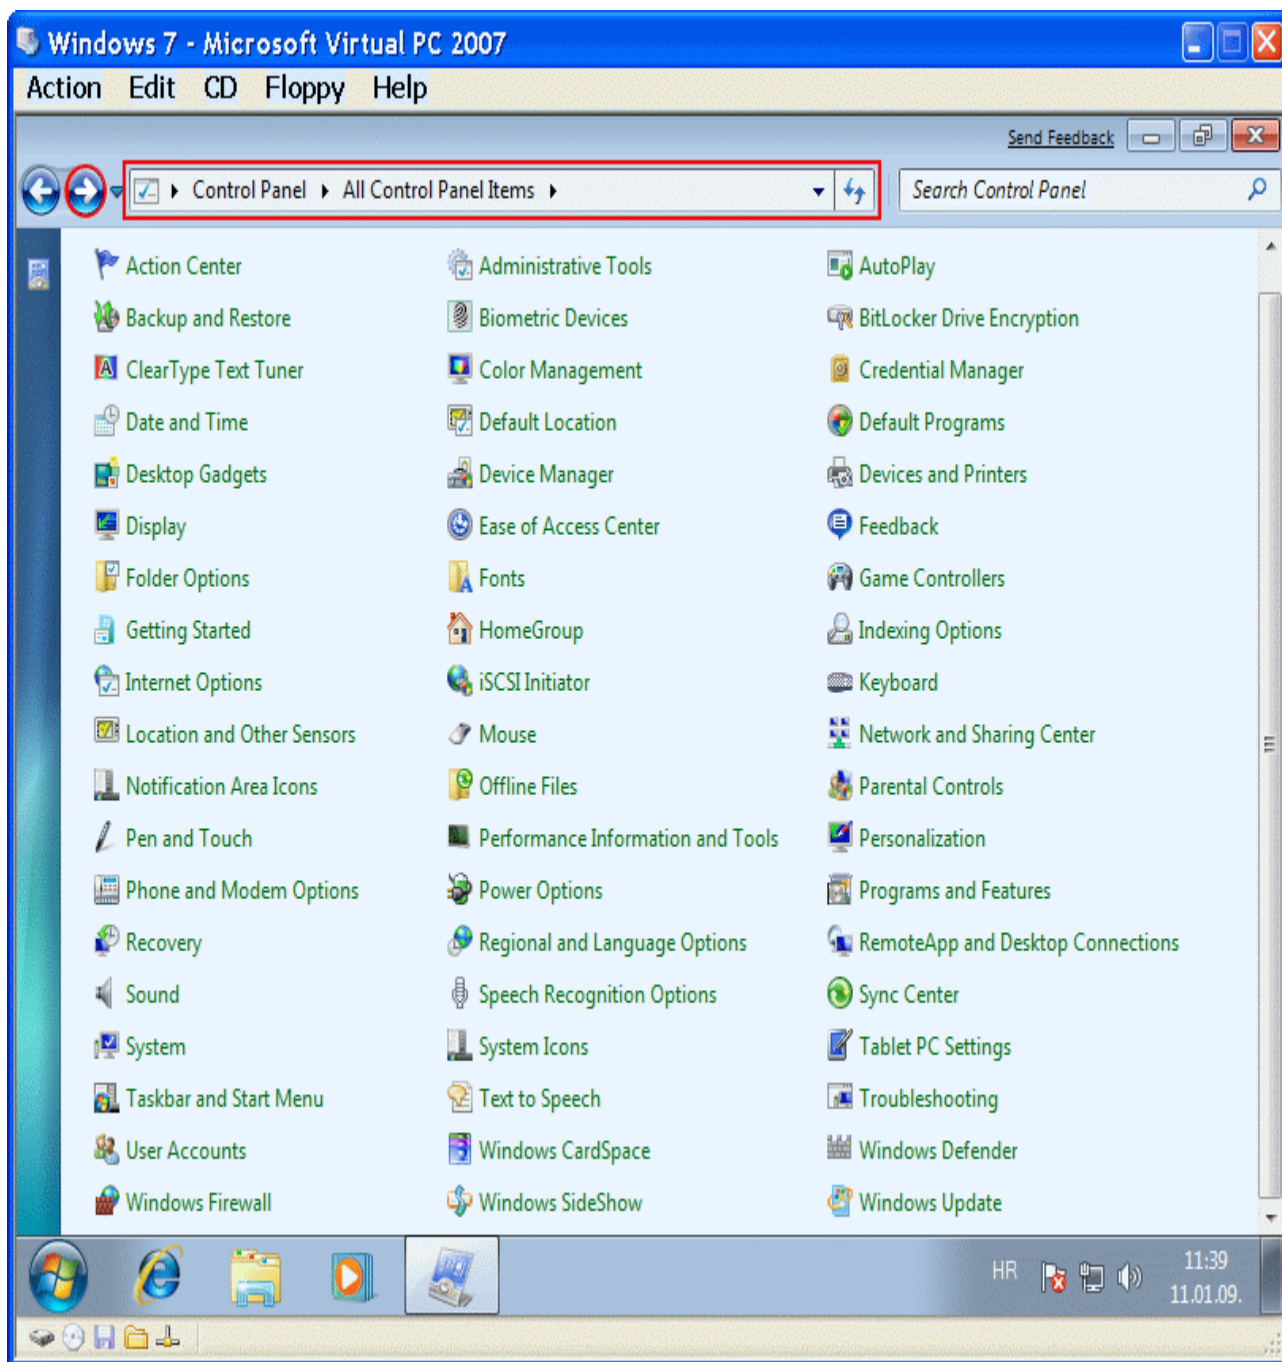 Windows 7 - Microsoft Virtual PC 2007
Action Edit CD Floppy Help
Send Feedback
Control Panel All Control Panel Items Search Control Panel
Action Center Administrative Tools AutoPlay
Backup and Restore Biometric Devices BitLocker Drive Encryption
ClearType Text Tuner Color Management Credential Manager
Date and Time Default Location Default Programs
Desktop Gadgets Device Manager Devices and Printers
Display Ease of Access Center Feedback
Folder Options Fonts Game Controllers
Getting Started HomeGroup Indexing Options
Internet Options iSCSI Initiator Keyboard
Location and Other Sensors Mouse Network and Sharing Center
Notification Area Icons Offline Files Parental Controls
Pen and Touch Performance Information and Tools Personalization
Phone and Modem Options Power Options Programs and Features
Recovery Regional and Language Options RemoteApp and Desktop Connections
Sound Speech Recognition Options Sync Center
System System Icons Tablet PC Settings
Taskbar and Start Menu Text to Speech Troubleshooting
User Accounts Windows CardSpace Windows Defender
Windows Firewall Windows SideShow Windows Update
HR 11:39
11.01.09.